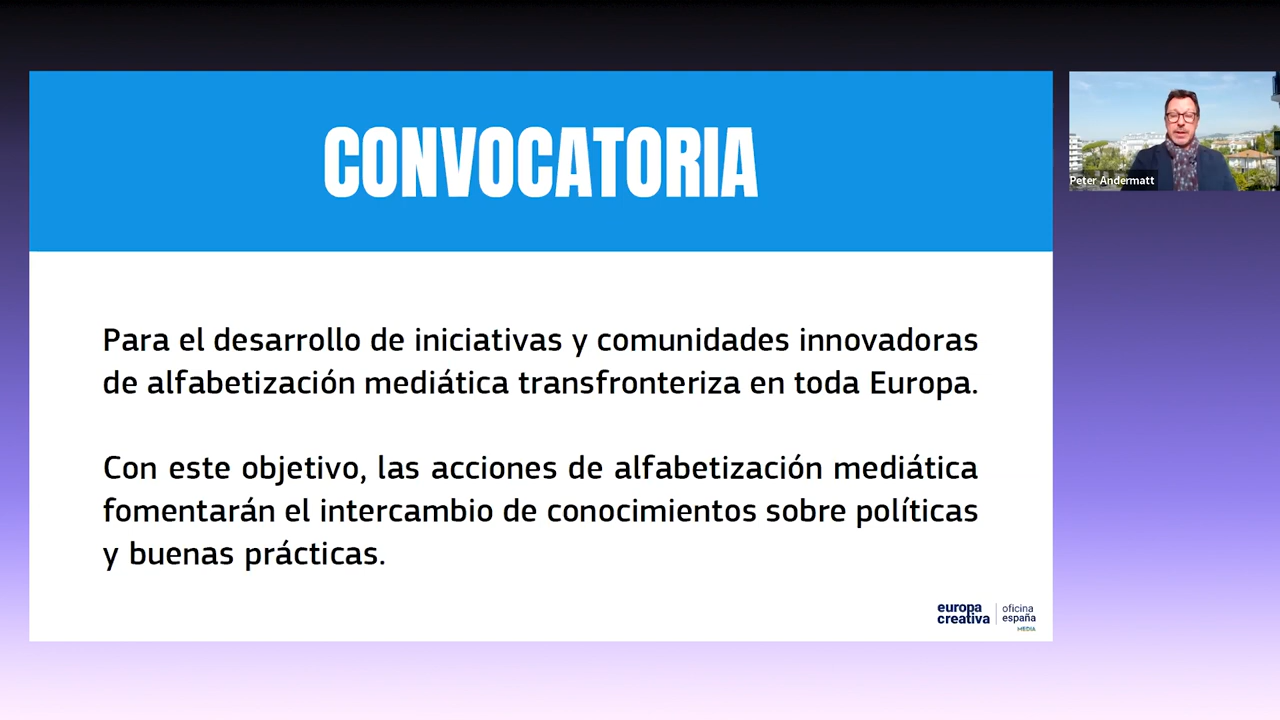 CONVOCATORIA
Para el desarrollo de iniciativas y comunidades innovadoras
de alfabetización mediática transfronteriza en toda Europa.
Con este objetivo, las acciones de alfabetización mediática
fomentarán el intercambio de conocimientos sobre políticas
y buenas prácticas.
europa
creativa
oficina
españa
MEDIA
Peter Andermatt